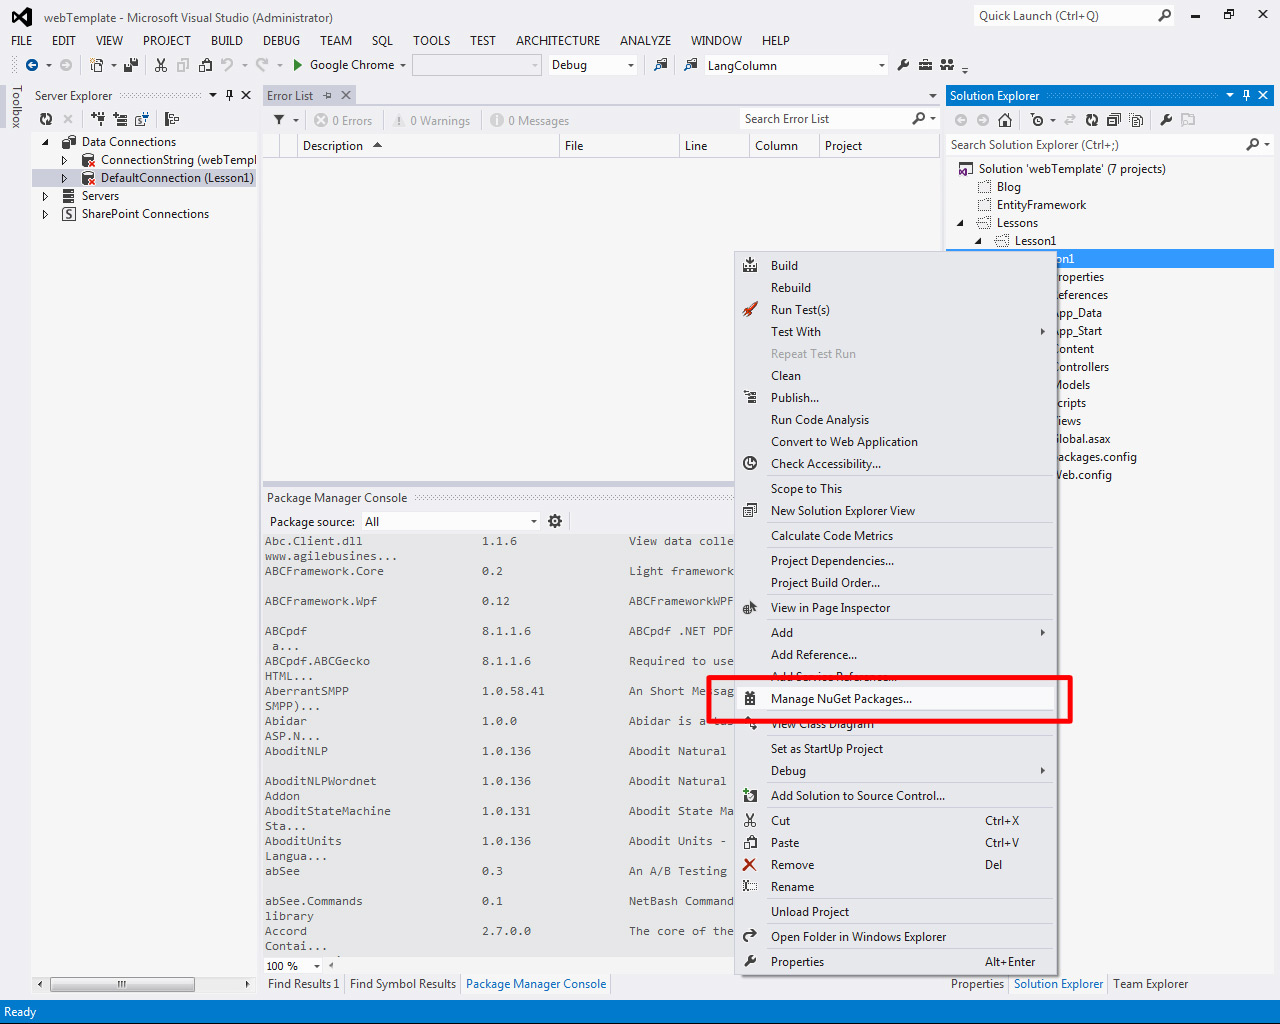 webTemplate - Microsoft Visual Studio (Administrator)
Quick Launch (Ctrl+Q)
FILE EDIT VIEW PROJECT BUILD DEBUG TEAM SQL TOOLS TEST ARCHITECTURE ANALYZE WINDOW HELP
Google Chrome Debug LangColumn
Toolbox
Server Explorer
Data Connections
ConnectionString (webTempl
DefaultConnection (Lesson1)
Servers
SharePoint Connections
Error List
0 Errors 0 Warnings 0 Messages
Search Error List
Description File Line Column Project
Package Manager Console
Package source: All
Abc.Client.dll 1.1.6 View data colle
www.agilebusines...
ABCFramework.Core 0.2 Light framework
ABCFramework.Wpf 0.12 ABCFrameworkWPF
ABCpdf 8.1.1.6 ABCpdf .NET PDF
a...
ABCpdf.ABCGecko 8.1.1.6 Required to use
HTML...
AberrantSMPP 1.0.58.41 An Short Messag
SMPP)...
Abidar 1.0.0 Abidar is a
ASP.N...
AboditNLP 1.0.136 Abodit Natural
AboditNLPWordnet 1.0.136 Abodit Natural
Addon
AboditStateMachine 1.0.131 Abodit State Ma
Sta...
AboditUnits 1.0.136 Abodit Units -
Langua...
abSee 0.3 An A/B Testing
abSee.Commands 0.1 NetBash Command
library
Accord 2.7.0.0 The core of the
Contai...
100 %
Find Results 1 Find Symbol Results Package Manager Console
Build
Rebuild
Run Test(s)
Test With
Repeat Test Run
Clean
Publish...
Run Code Analysis
Convert to Web Application
Check Accessibility...
Scope to This
New Solution Explorer View
Calculate Code Metrics
Project Dependencies...
Project Build Order...
View in Page Inspector
Add
Add Reference...
Add Service Reference...
Manage NuGet Packages...
View Class Diagram
Set as StartUp Project
Debug
Add Solution to Source Control...
Cut Ctrl+X
Paste Ctrl+V
Remove Del
Rename
Unload Project
Open Folder in Windows Explorer
Properties Alt+Enter
Solution Explorer
Search Solution Explorer (Ctrl+;)
Solution 'webTemplate' (7 projects)
Blog
EntityFramework
Lessons
Lesson1
on1
roperties
eferences
pp_Data
pp_Start
ontent
ontrollers
Models
cripts
iews
lobal.asax
ackages.config
Web.config
Properties Solution Explorer Team Explorer
Ready